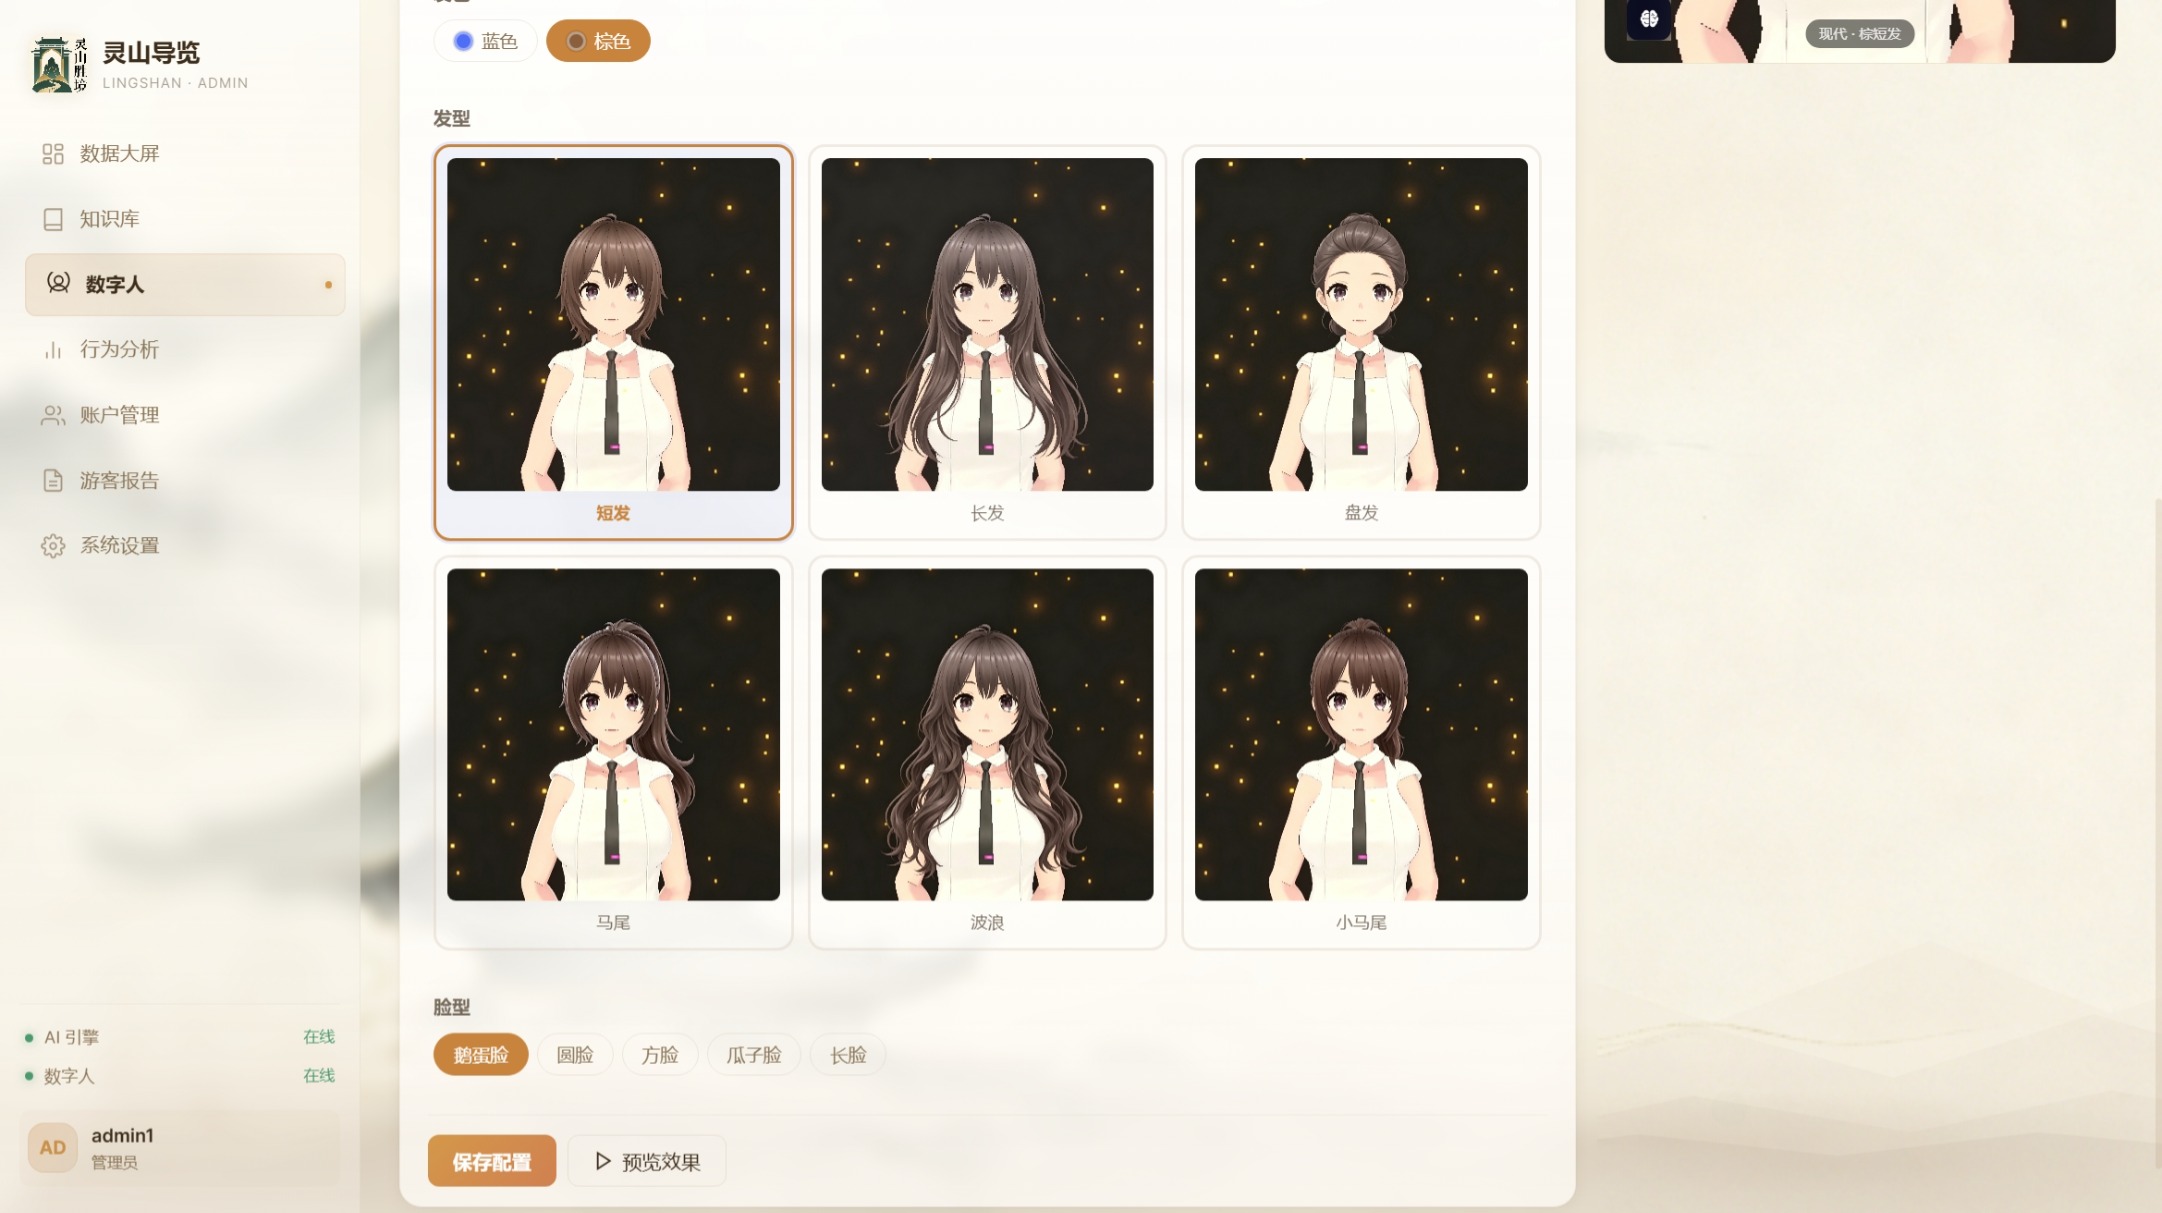 灵山胜境
灵山导览
LINGSHAN · ADMIN
数据大屏
知识库
数字人
行为分析
账户管理
游客报告
系统设置
AI 引擎
在线
数字人
在线
AD
admin1
管理员
蓝色
棕色
发型
短发
长发
盘发
马尾
波浪
小马尾
脸型
鹅蛋脸
圆脸
方脸
瓜子脸
长脸
保存配置
预览效果
现代 · 棕短发